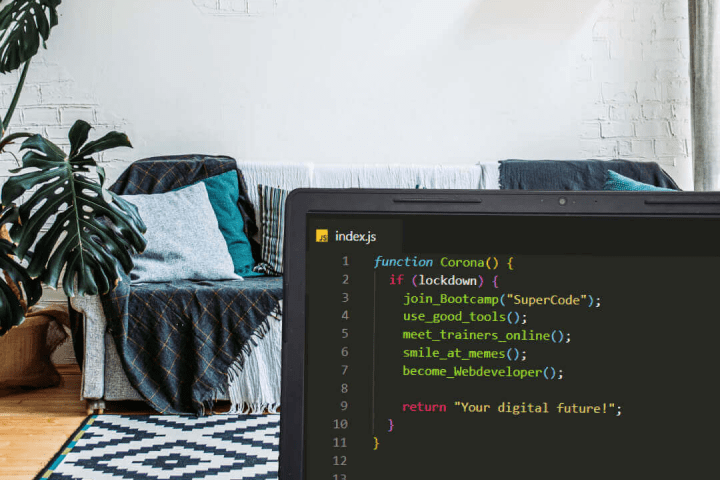 JS index.js
1 function Corona() {
2 if (lockdown) {
3 join_Bootcamp("SuperCode");
4 use_good_tools();
5 meet_trainers_online();
6 smile_at_memes();
7 become_Webdeveloper();
8
9 return "Your digital future!";
10 }
11 }
12
13